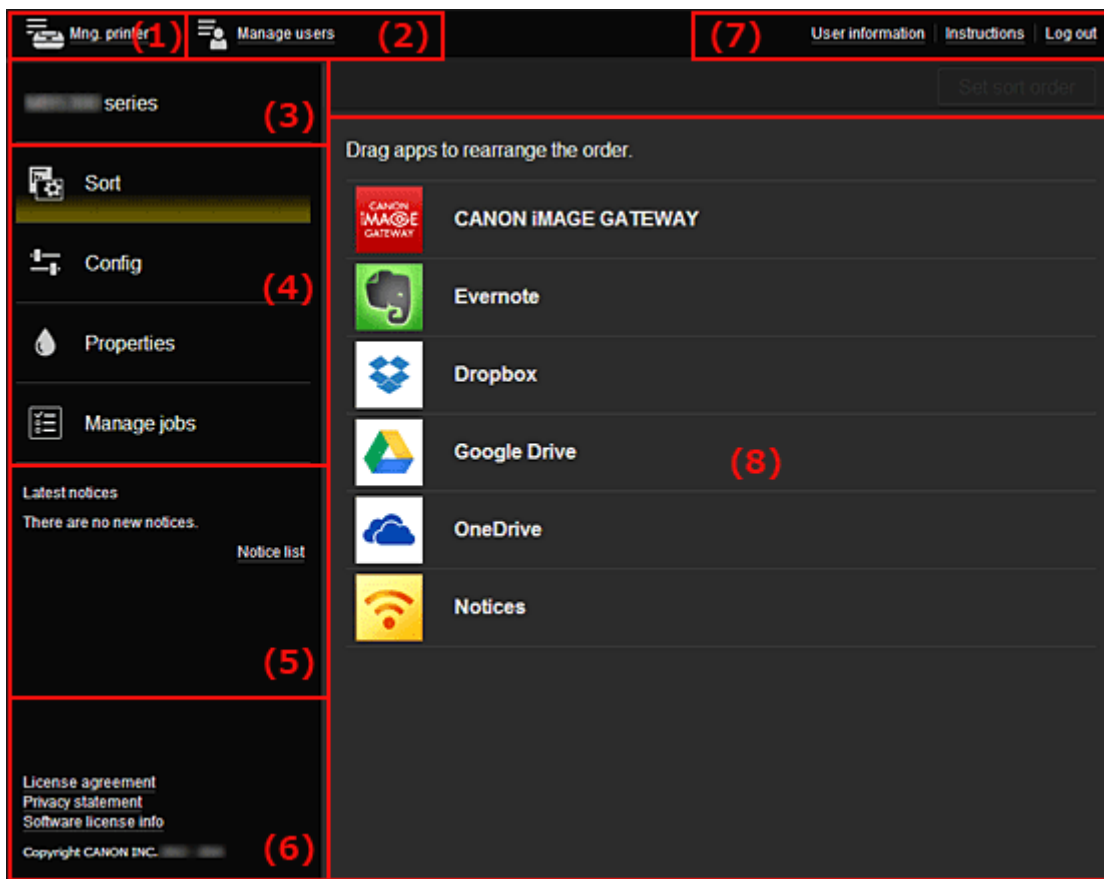 Mng. printer (1)
Manage users (2)
(7) User information Instructions Log out
series (3)
Set sort order
Drag apps to rearrange the order.
Sort
Config
(4)
Properties
Manage jobs
CANON
iMAGE
GATEWAY
CANON iMAGE GATEWAY
Evernote
Dropbox
Google Drive
(8)
OneDrive
Notices
Latest notices
There are no new notices.
Notice list
(5)
License agreement
Privacy statement
Software license info
Copyright CANON INC.
(6)